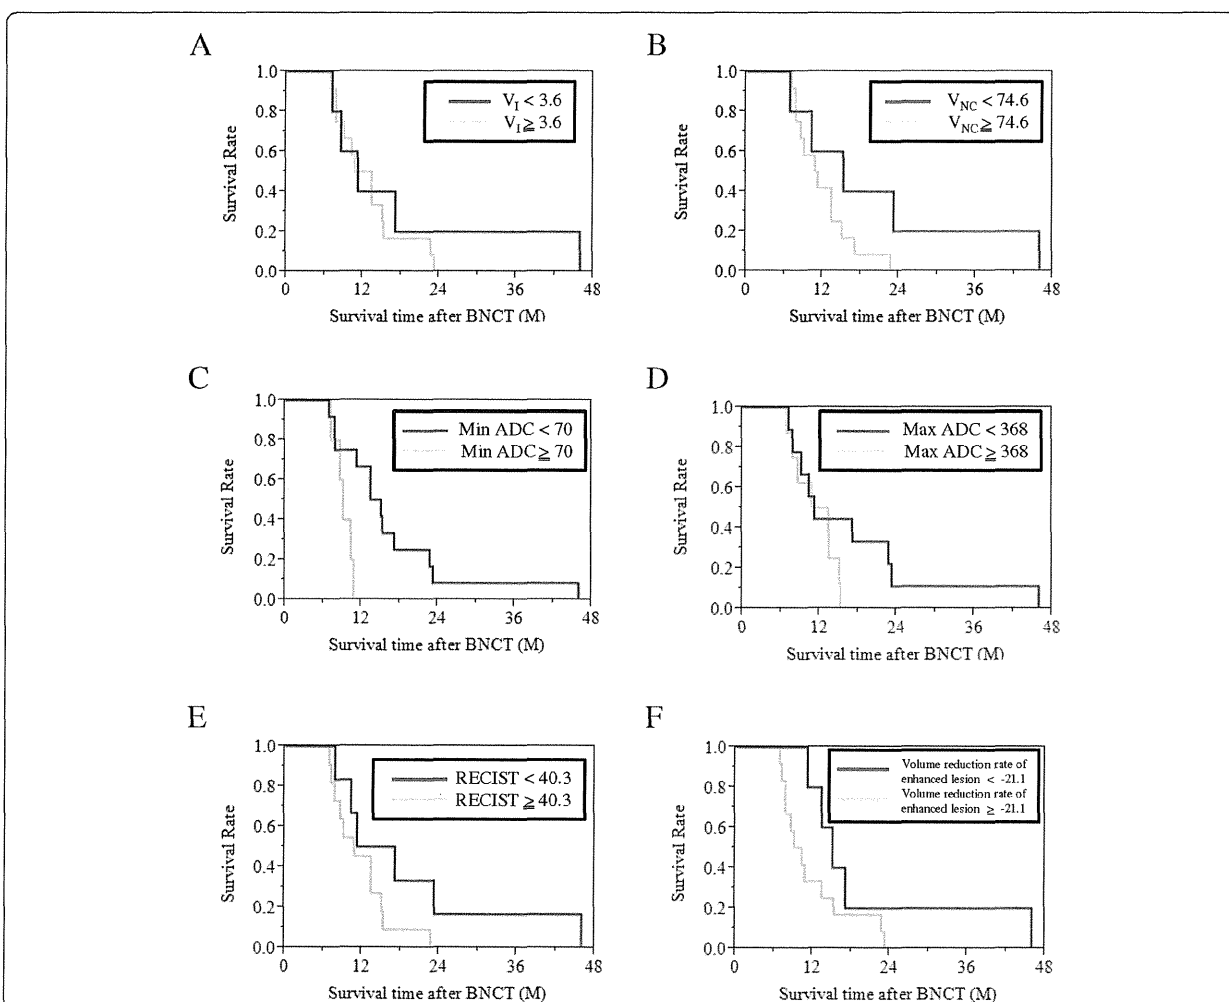 A
1.0
0.8
0.6
0.4
0.2
0.0
Survival Rate
V_I < 3.6
V_I ≧ 3.6
0 12 24 36 48
Survival time after BNCT (M)
B
1.0
0.8
0.6
0.4
0.2
0.0
Survival Rate
V_NC < 74.6
V_NC ≧ 74.6
0 12 24 36 48
Survival time after BNCT (M)
C
1.0
0.8
0.6
0.4
0.2
0.0
Survival Rate
Min ADC < 70
Min ADC ≧ 70
0 12 24 36 48
Survival time after BNCT (M)
D
1.0
0.8
0.6
0.4
0.2
0.0
Survival Rate
Max ADC < 368
Max ADC ≧ 368
0 12 24 36 48
Survival time after BNCT (M)
E
1.0
0.8
0.6
0.4
0.2
0.0
Survival Rate
RECIST < 40.3
RECIST ≧ 40.3
0 12 24 36 48
Survival time after BNCT (M)
F
1.0
0.8
0.6
0.4
0.2
0.0
Survival Rate
Volume reduction rate of
enhanced lesion < -21.1
Volume reduction rate of
enhanced lesion ≥ -21.1
0 12 24 36 48
Survival time after BNCT (M)